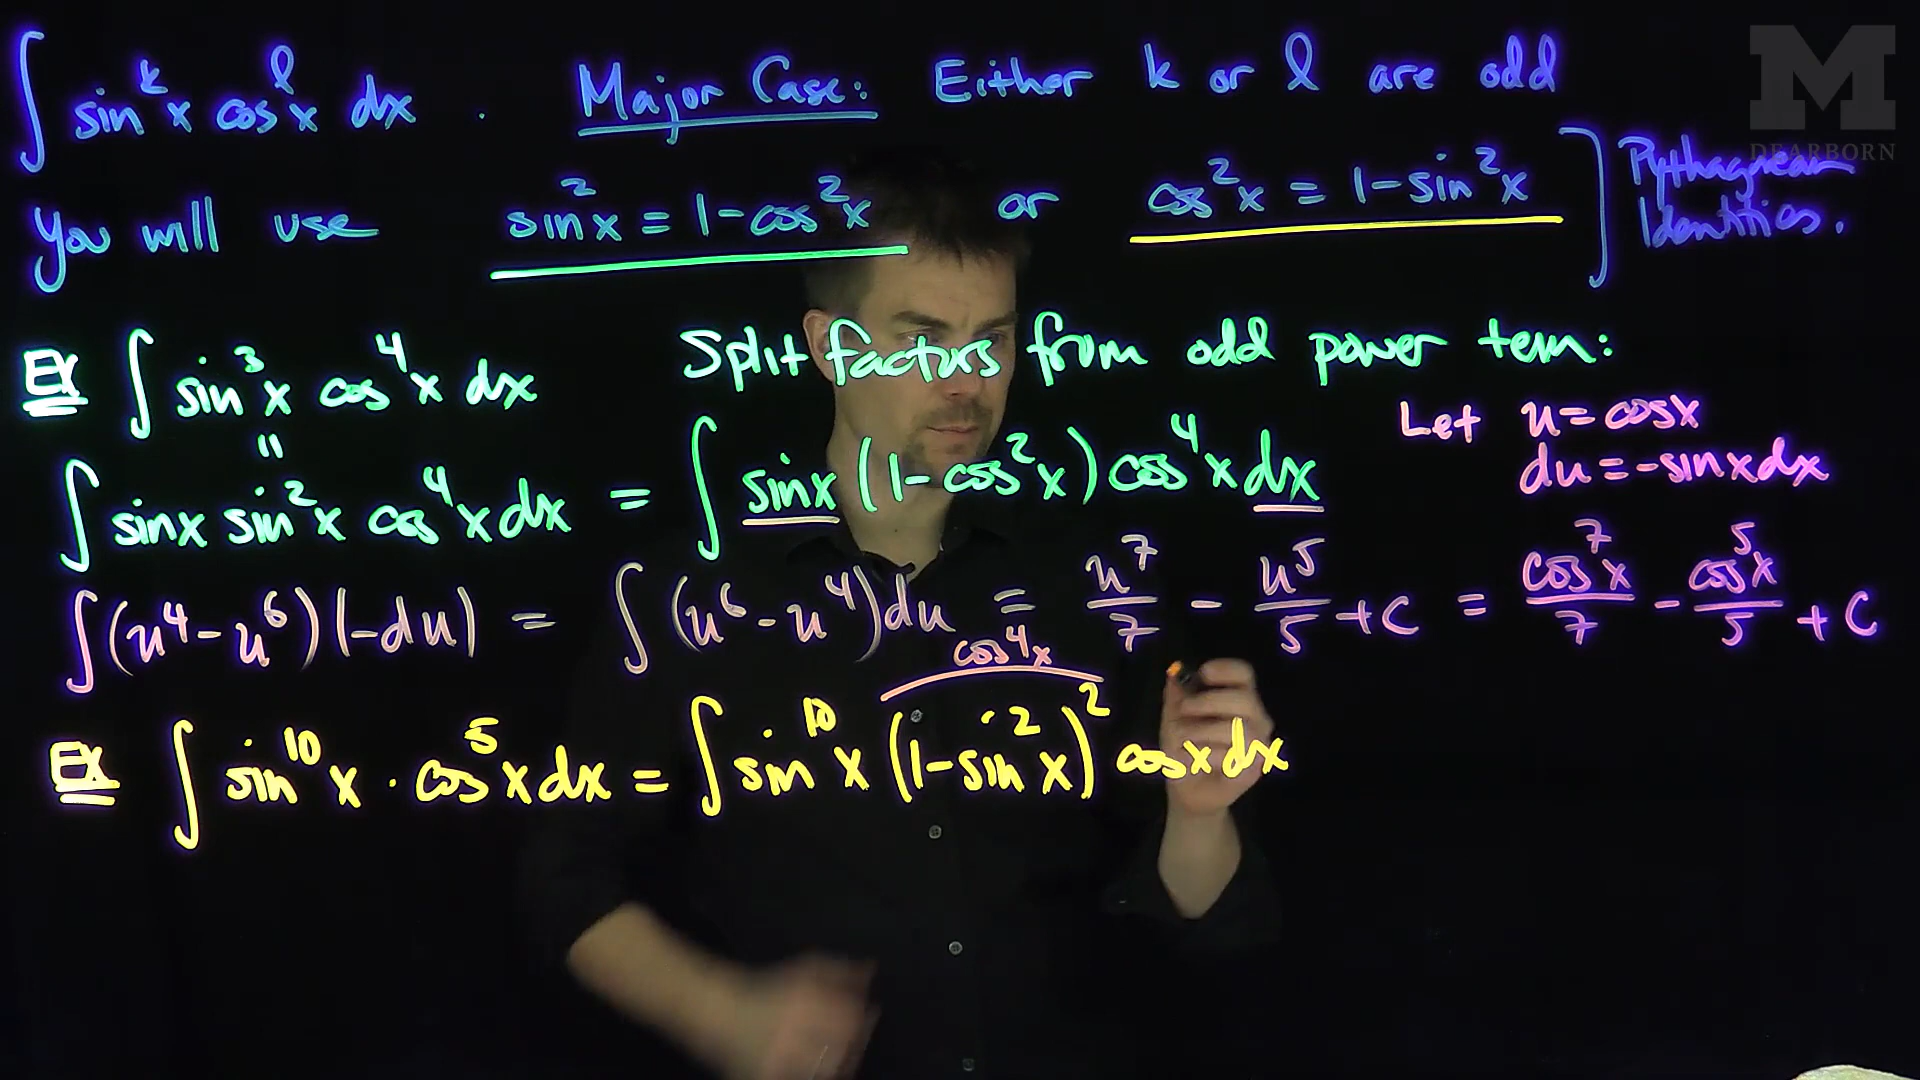 ∫ sin^k x cos^l x dx . Major Case: Either k or l are odd
M
DEARBORN
You will use sin²x = 1-cos²x or cos²x = 1-sin²x ] Pythagorean Identities.
EX ∫ sin³x cos⁴x dx Split factors from odd power term:
Let u=cosx
du=-sinxdx
=
∫ sinx sin²x cos⁴x dx = ∫ sinx (1-cos²x) cos⁴x dx
∫(u⁴-u⁶)(-du) = ∫(u⁶-u⁴)du = u⁷/7 - u⁵/5 + C = cos⁷x/7 - cos⁵x/5 + C
cos⁴x
EX ∫ sin¹⁰x · cos⁵x dx = ∫ sin¹⁰x (1-sin²x)² cosx dx